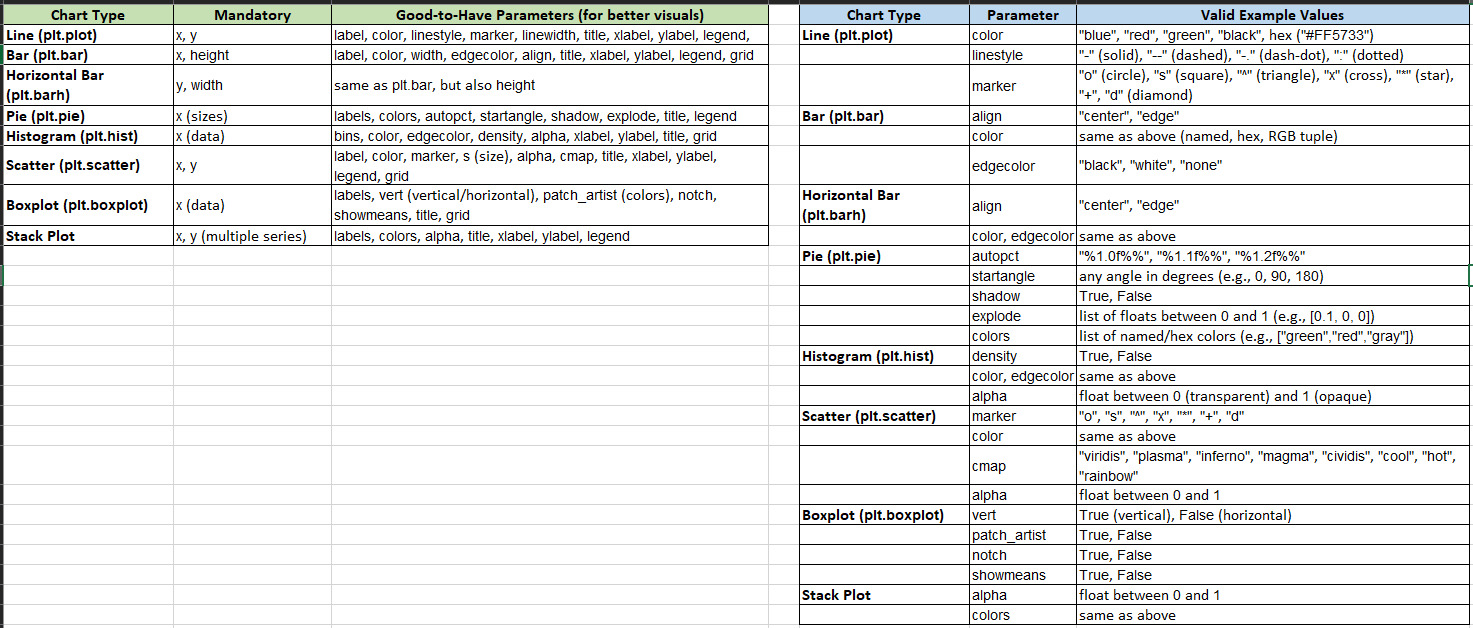 Chart Type Mandatory Good-to-Have Parameters (for better visuals)
Line (plt.plot) x, y label, color, linestyle, marker, linewidth, title, xlabel, ylabel, legend,
Bar (plt.bar) x, height label, color, width, edgecolor, align, title, xlabel, ylabel, legend, grid
Horizontal Bar
(plt.barh) y, width same as plt.bar, but also height
Pie (plt.pie) x (sizes) labels, colors, autopct, startangle, shadow, explode, title, legend
Histogram (plt.hist) x (data) bins, color, edgecolor, density, alpha, xlabel, ylabel, title, grid
Scatter (plt.scatter) x, y label, color, marker, s (size), alpha, cmap, title, xlabel, ylabel,
legend, grid
Boxplot (plt.boxplot) x (data) labels, vert (vertical/horizontal), patch_artist (colors), notch,
showmeans, title, grid
Stack Plot x, y (multiple series) labels, colors, alpha, title, xlabel, ylabel, legend
Chart Type Parameter Valid Example Values
Line (plt.plot) color "blue", "red", "green", "black", hex ("#FF5733")
linestyle "-" (solid), "--" (dashed), "-." (dash-dot), ":" (dotted)
marker "o" (circle), "s" (square), "^" (triangle), "x" (cross), "*" (star),
"+", "d" (diamond)
Bar (plt.bar) align "center", "edge"
color same as above (named, hex, RGB tuple)
edgecolor "black", "white", "none"
Horizontal Bar
(plt.barh) align "center", "edge"
color, edgecolor same as above
Pie (plt.pie) autopct "%1.0f%%", "%1.1f%%", "%1.2f%%"
startangle any angle in degrees (e.g., 0, 90, 180)
shadow True, False
explode list of floats between 0 and 1 (e.g., [0.1, 0, 0])
colors list of named/hex colors (e.g., ["green","red","gray"])
Histogram (plt.hist) density True, False
color, edgecolor same as above
alpha float between 0 (transparent) and 1 (opaque)
Scatter (plt.scatter) marker "o", "s", "^", "x", "*", "+", "d"
color same as above
cmap "viridis", "plasma", "inferno", "magma", "cividis", "cool", "hot",
"rainbow"
alpha float between 0 and 1
Boxplot (plt.boxplot) vert True (vertical), False (horizontal)
patch_artist True, False
notch True, False
showmeans True, False
Stack Plot alpha float between 0 and 1
colors same as above